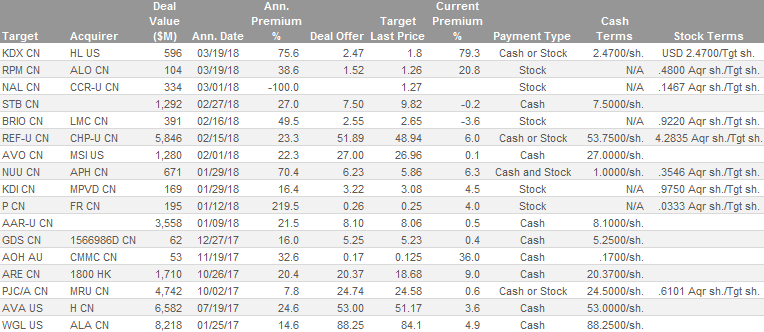 Target Acquirer Deal Value ($M) Ann. Date Ann. Premium % Deal Offer Target Last Price Current Premium % Payment Type Cash Terms Stock Terms
KDX CN HL US 596 03/19/18 75.6 2.47 1.8 79.3 Cash or Stock 2.4700/sh. USD 2.4700/Tgt sh.
RPM CN ALO CN 104 03/19/18 38.6 1.52 1.26 20.8 Stock N/A .4800 Aqr sh./Tgt sh.
NAL CN CCR-U CN 334 03/01/18 -100.0 1.27 Stock N/A .1467 Aqr sh./Tgt sh.
STB CN 1,292 02/27/18 27.0 7.50 9.82 -0.2 Cash 7.5000/sh.
BRIO CN LMC CN 391 02/16/18 49.5 2.55 2.65 -3.6 Stock N/A .9220 Aqr sh./Tgt sh.
REF-U CN CHP-U CN 5,846 02/15/18 23.3 51.89 48.94 6.0 Cash or Stock 53.7500/sh. 4.2835 Aqr sh./Tgt sh.
AVO CN MSI US 1,280 02/01/18 22.3 27.00 26.96 0.1 Cash 27.0000/sh.
NUU CN APH CN 671 01/29/18 70.4 6.23 5.86 6.3 Cash and Stock 1.0000/sh. .3546 Aqr sh./Tgt sh.
KDI CN MPVD CN 169 01/29/18 16.4 3.22 3.08 4.5 Stock N/A .9750 Aqr sh./Tgt sh.
P CN FR CN 195 01/12/18 219.5 0.26 0.25 4.0 Stock N/A .0333 Aqr sh./Tgt sh.
AAR-U CN 3,558 01/09/18 21.5 8.10 8.06 0.5 Cash 8.1000/sh.
GDS CN 1566986D CN 62 12/27/17 16.0 5.25 5.23 0.4 Cash 5.2500/sh.
AOH AU CMMC CN 53 11/19/17 32.6 0.17 0.125 36.0 Cash .1700/sh.
ARE CN 1800 HK 1,710 10/26/17 20.4 20.37 18.68 9.0 Cash 20.3700/sh.
PJC/A CN MRU CN 4,742 10/02/17 7.8 24.74 24.58 0.6 Cash or Stock 24.5000/sh. .6101 Aqr sh./Tgt sh.
AVA US H CN 6,582 07/19/17 24.6 53.00 51.17 3.6 Cash 53.0000/sh.
WGL US ALA CN 8,218 01/25/17 14.6 88.25 84.1 4.9 Cash 88.2500/sh.